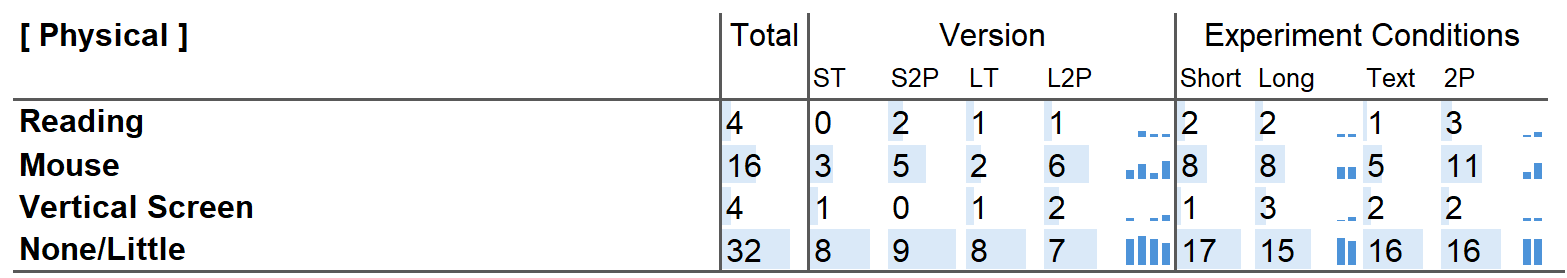 [ Physical ] Total Version Experiment Conditions
ST S2P LT L2P Short Long Text 2P
Reading 4 0 2 1 1 2 2 1 3
Mouse 16 3 5 2 6 8 8 5 11
Vertical Screen 4 1 0 1 2 1 3 2 2
None/Little 32 8 9 8 7 17 15 16 16